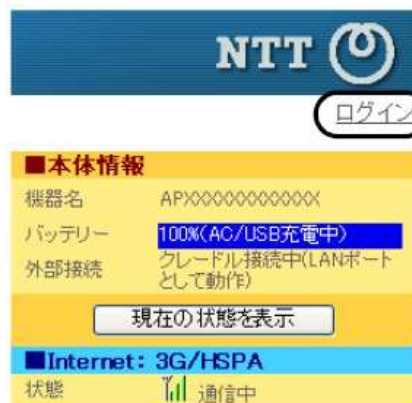 NTT
ログイン
■本体情報
機器名 APXXXXXXXXXXXX
バッテリー 100%(AC/USB充電中)
外部接続 クレードル接続中(LANポート
として動作)
現在の状態を表示
■Internet: 3G/HSPA
状態 通信中